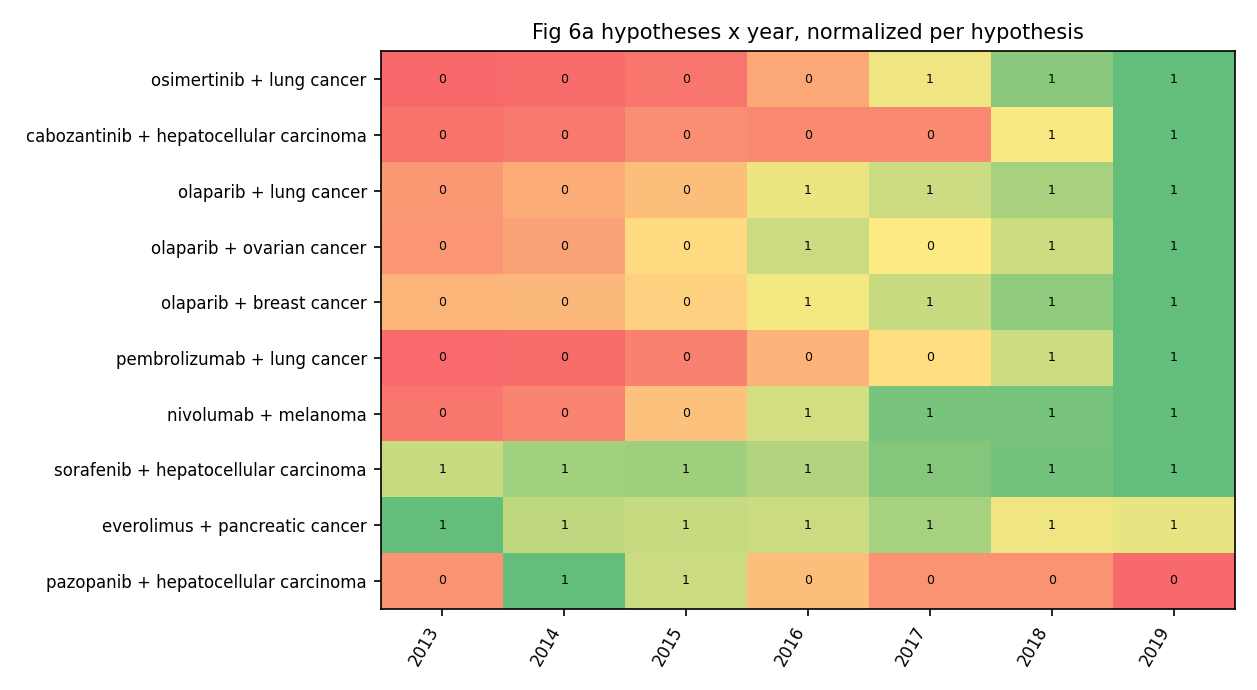 Fig 6a hypotheses x year, normalized per hypothesis
osimertinib + lung cancer 0 0 0 0 1 1 1
cabozantinib + hepatocellular carcinoma 0 0 0 0 0 1 1
olaparib + lung cancer 0 0 0 1 1 1 1
olaparib + ovarian cancer 0 0 0 1 0 1 1
olaparib + breast cancer 0 0 0 1 1 1 1
pembrolizumab + lung cancer 0 0 0 0 0 1 1
nivolumab + melanoma 0 0 0 1 1 1 1
sorafenib + hepatocellular carcinoma 1 1 1 1 1 1 1
everolimus + pancreatic cancer 1 1 1 1 1 1 1
pazopanib + hepatocellular carcinoma 0 1 1 0 0 0 0
2013 2014 2015 2016 2017 2018 2019